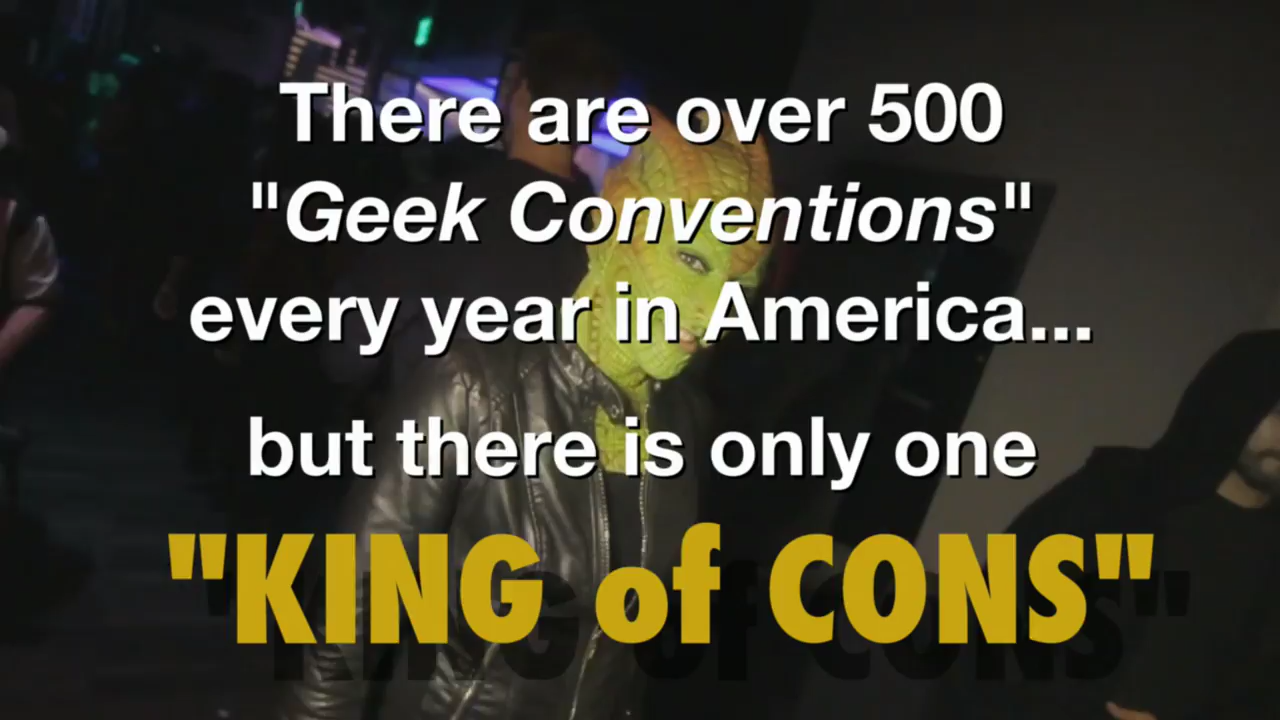 There are over 500
"Geek Conventions"
every year in America...
but there is only one
"KING of CONS"